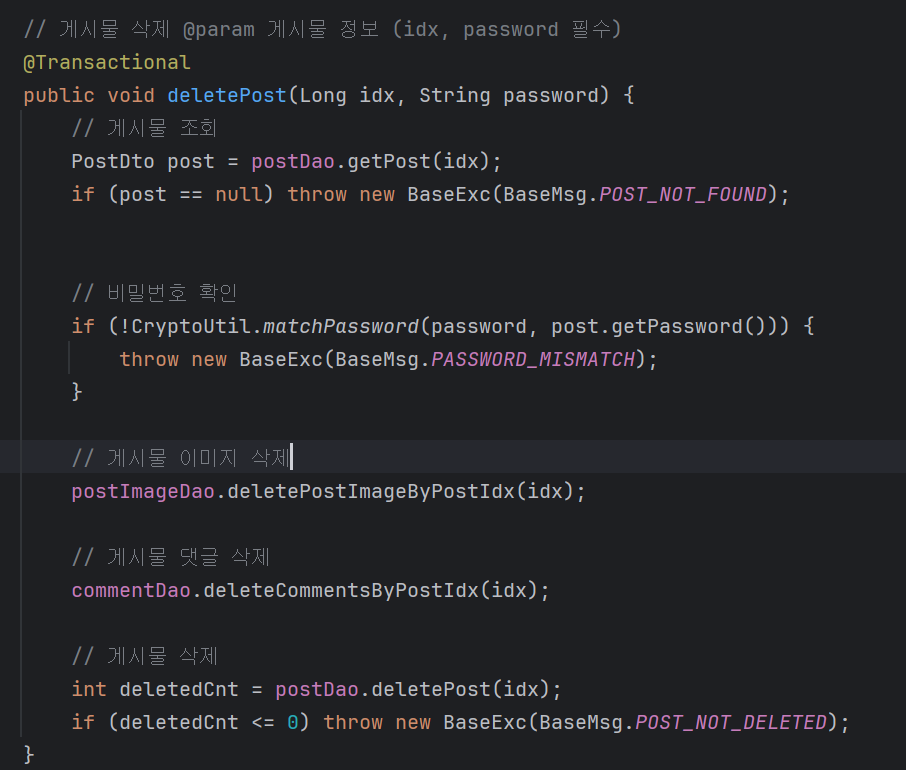 // 게시물 삭제 @param 게시물 정보 (idx, password 필수)
@Transactional
public void deletePost(Long idx, String password) {
// 게시물 조회
PostDto post = postDao.getPost(idx);
if (post == null) throw new BaseExc(BaseMsg.POST_NOT_FOUND);
// 비밀번호 확인
if (!CryptoUtil.matchPassword(password, post.getPassword())) {
throw new BaseExc(BaseMsg.PASSWORD_MISMATCH);
}
// 게시물 이미지 삭제
postImageDao.deletePostImageByPostIdx(idx);
// 게시물 댓글 삭제
commentDao.deleteCommentsByPostIdx(idx);
// 게시물 삭제
int deletedCnt = postDao.deletePost(idx);
if (deletedCnt <= 0) throw new BaseExc(BaseMsg.POST_NOT_DELETED);
}